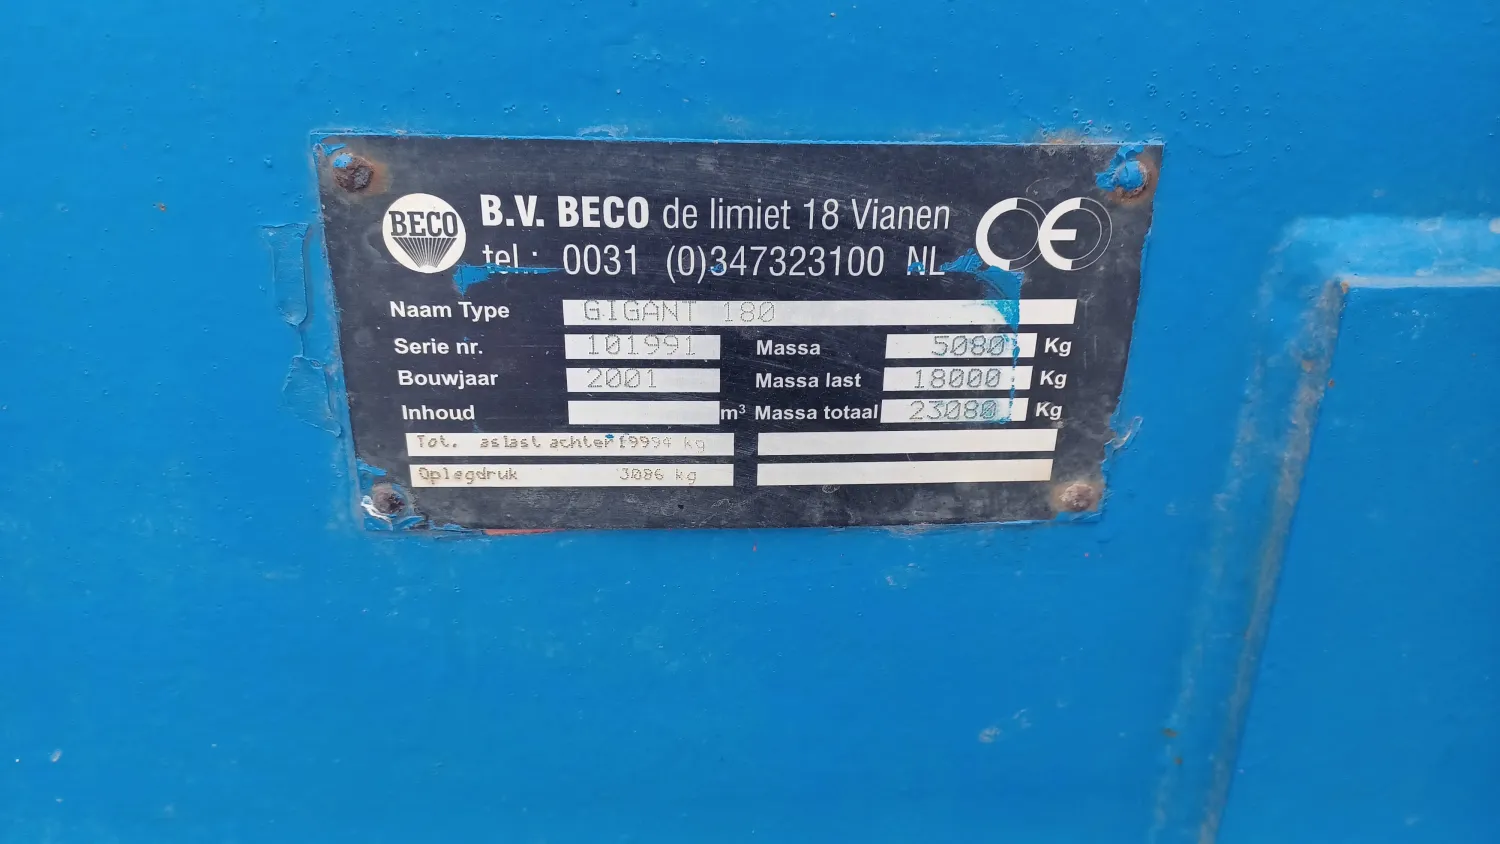 BECO
B.V. BECO de limiet 18 Vianen
tel.: 0031 (0)347323100 NL
CE
Naam Type GIGANT 180
Serie nr. 101991 Massa 5080 Kg
Bouwjaar 2001 Massa last 18000 Kg
Inhoud m³ Massa totaal 23080 Kg
Tot. aslast achter 19994 kg
Oplegdruk 3086 kg